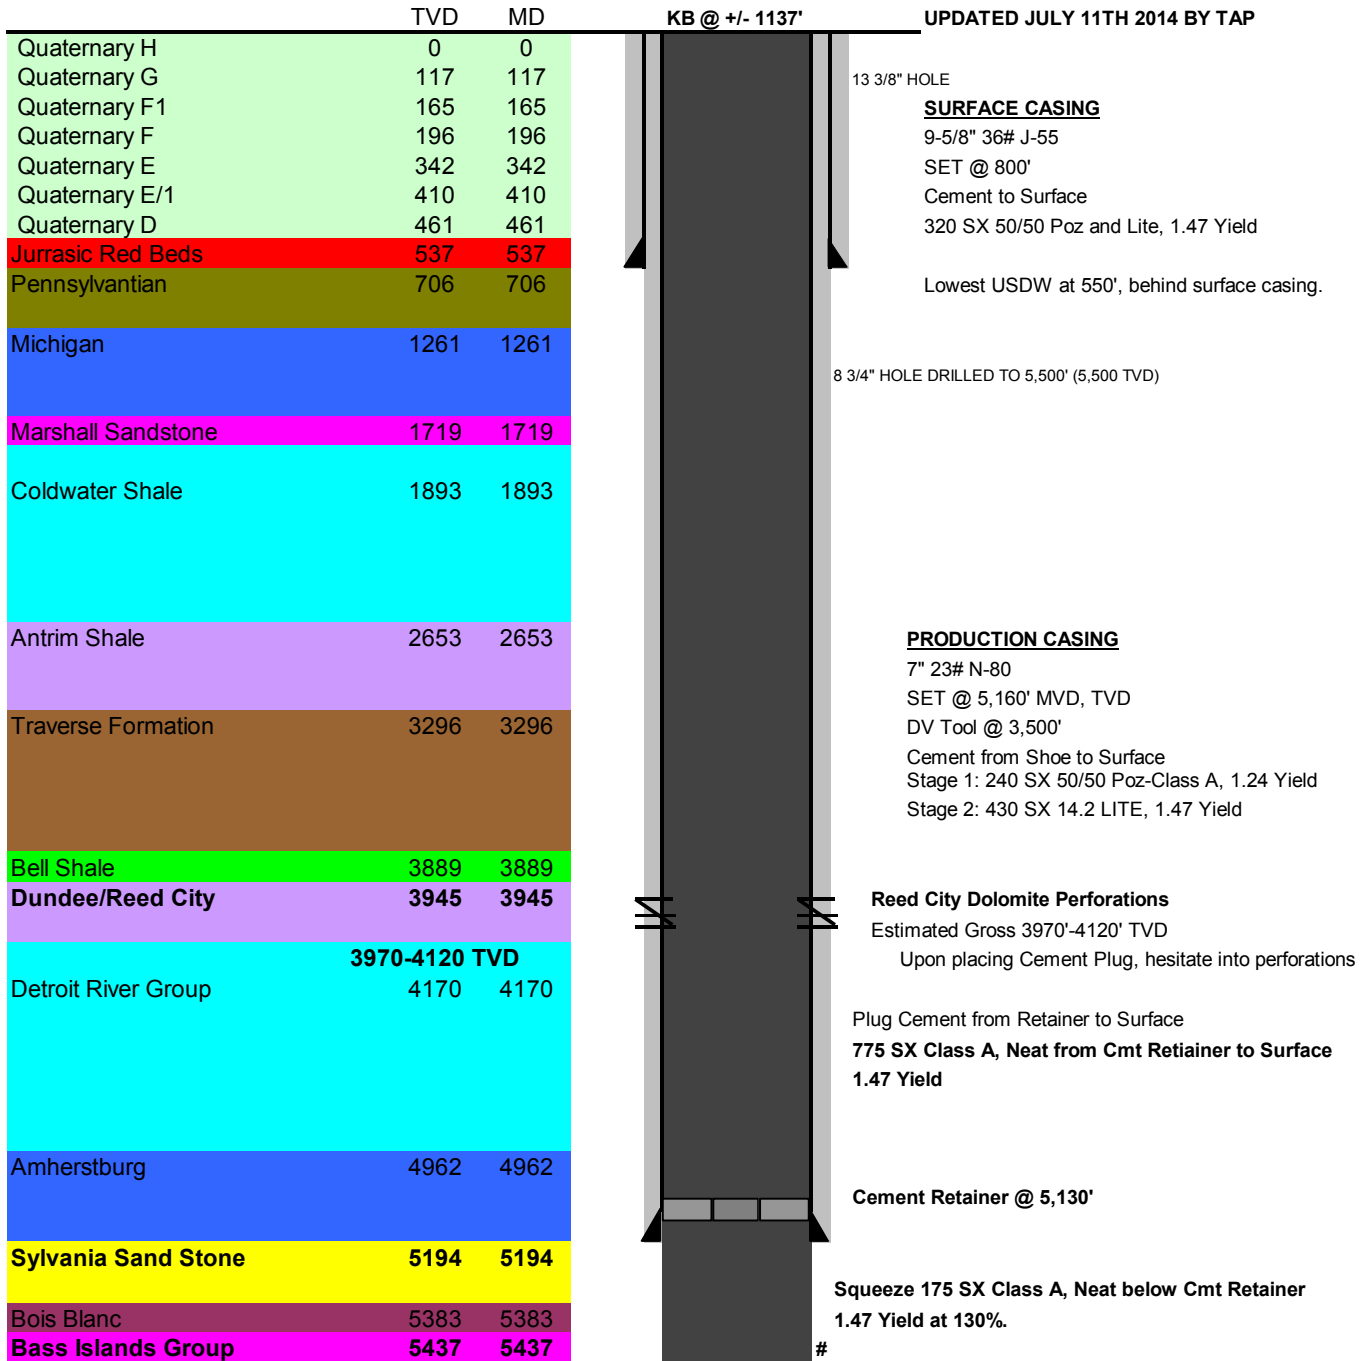 TVD MD KB @ +/- 1137' UPDATED JULY 11TH 2014 BY TAP
Quaternary H 0 0
Quaternary G 117 117
13 3/8" HOLE
Quaternary F1 165 165 SURFACE CASING
Quaternary F 196 196 9-5/8" 36# J-55
Quaternary E 342 342 SET @ 800'
Quaternary E/1 410 410 Cement to Surface
Quaternary D 461 461 320 SX 50/50 Poz and Lite, 1.47 Yield
Jurrasic Red Beds 537 537
Pennsylvantian 706 706 Lowest USDW at 550', behind surface casing.
Michigan 1261 1261
8 3/4" HOLE DRILLED TO 5,500' (5,500 TVD)
Marshall Sandstone 1719 1719
Coldwater Shale 1893 1893
Antrim Shale 2653 2653 PRODUCTION CASING
7" 23# N-80
SET @ 5,160' MVD, TVD
Traverse Formation 3296 3296 DV Tool @ 3,500'
Cement from Shoe to Surface
Stage 1: 240 SX 50/50 Poz-Class A, 1.24 Yield
Stage 2: 430 SX 14.2 LITE, 1.47 Yield
Bell Shale 3889 3889
Dundee/Reed City 3945 3945 Reed City Dolomite Perforations
Estimated Gross 3970'-4120' TVD
3970-4120 TVD Upon placing Cement Plug, hesitate into perforations
Detroit River Group 4170 4170
Plug Cement from Retainer to Surface
775 SX Class A, Neat from Cmt Retiainer to Surface
1.47 Yield
Amherstburg 4962 4962
Cement Retainer @ 5,130'
Sylvania Sand Stone 5194 5194
Squeeze 175 SX Class A, Neat below Cmt Retainer
Bois Blanc 5383 5383 1.47 Yield at 130%.
Bass Islands Group 5437 5437 #